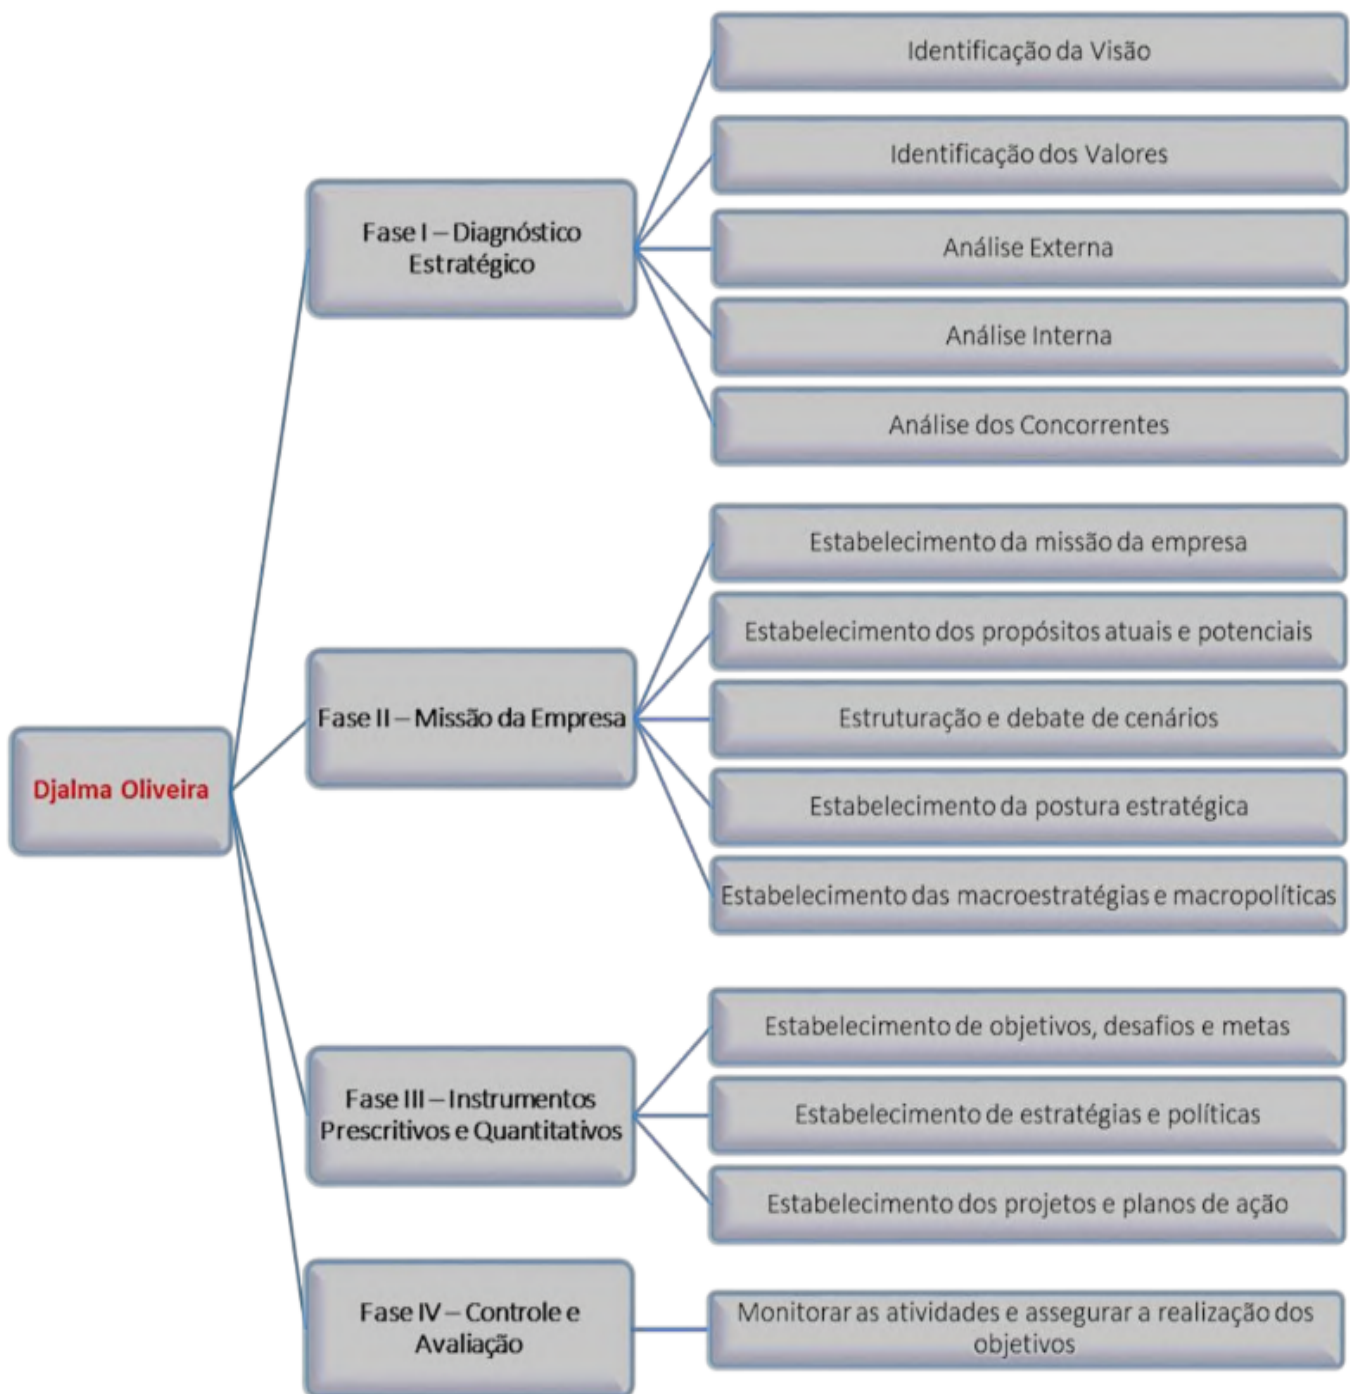 Djalma Oliveira
Fase I – Diagnóstico
Estratégico
Identificação da Visão
Identificação dos Valores
Análise Externa
Análise Interna
Análise dos Concorrentes
Fase II – Missão da Empresa
Estabelecimento da missão da empresa
Estabelecimento dos propósitos atuais e potenciais
Estruturação e debate de cenários
Estabelecimento da postura estratégica
Estabelecimento das macroestratégias e macropolíticas
Fase III – Instrumentos
Prescritivos e Quantitativos
Estabelecimento de objetivos, desafios e metas
Estabelecimento de estratégias e políticas
Estabelecimento dos projetos e planos de ação
Fase IV – Controle e
Avaliação
Monitorar as atividades e assegurar a realização dos
objetivos